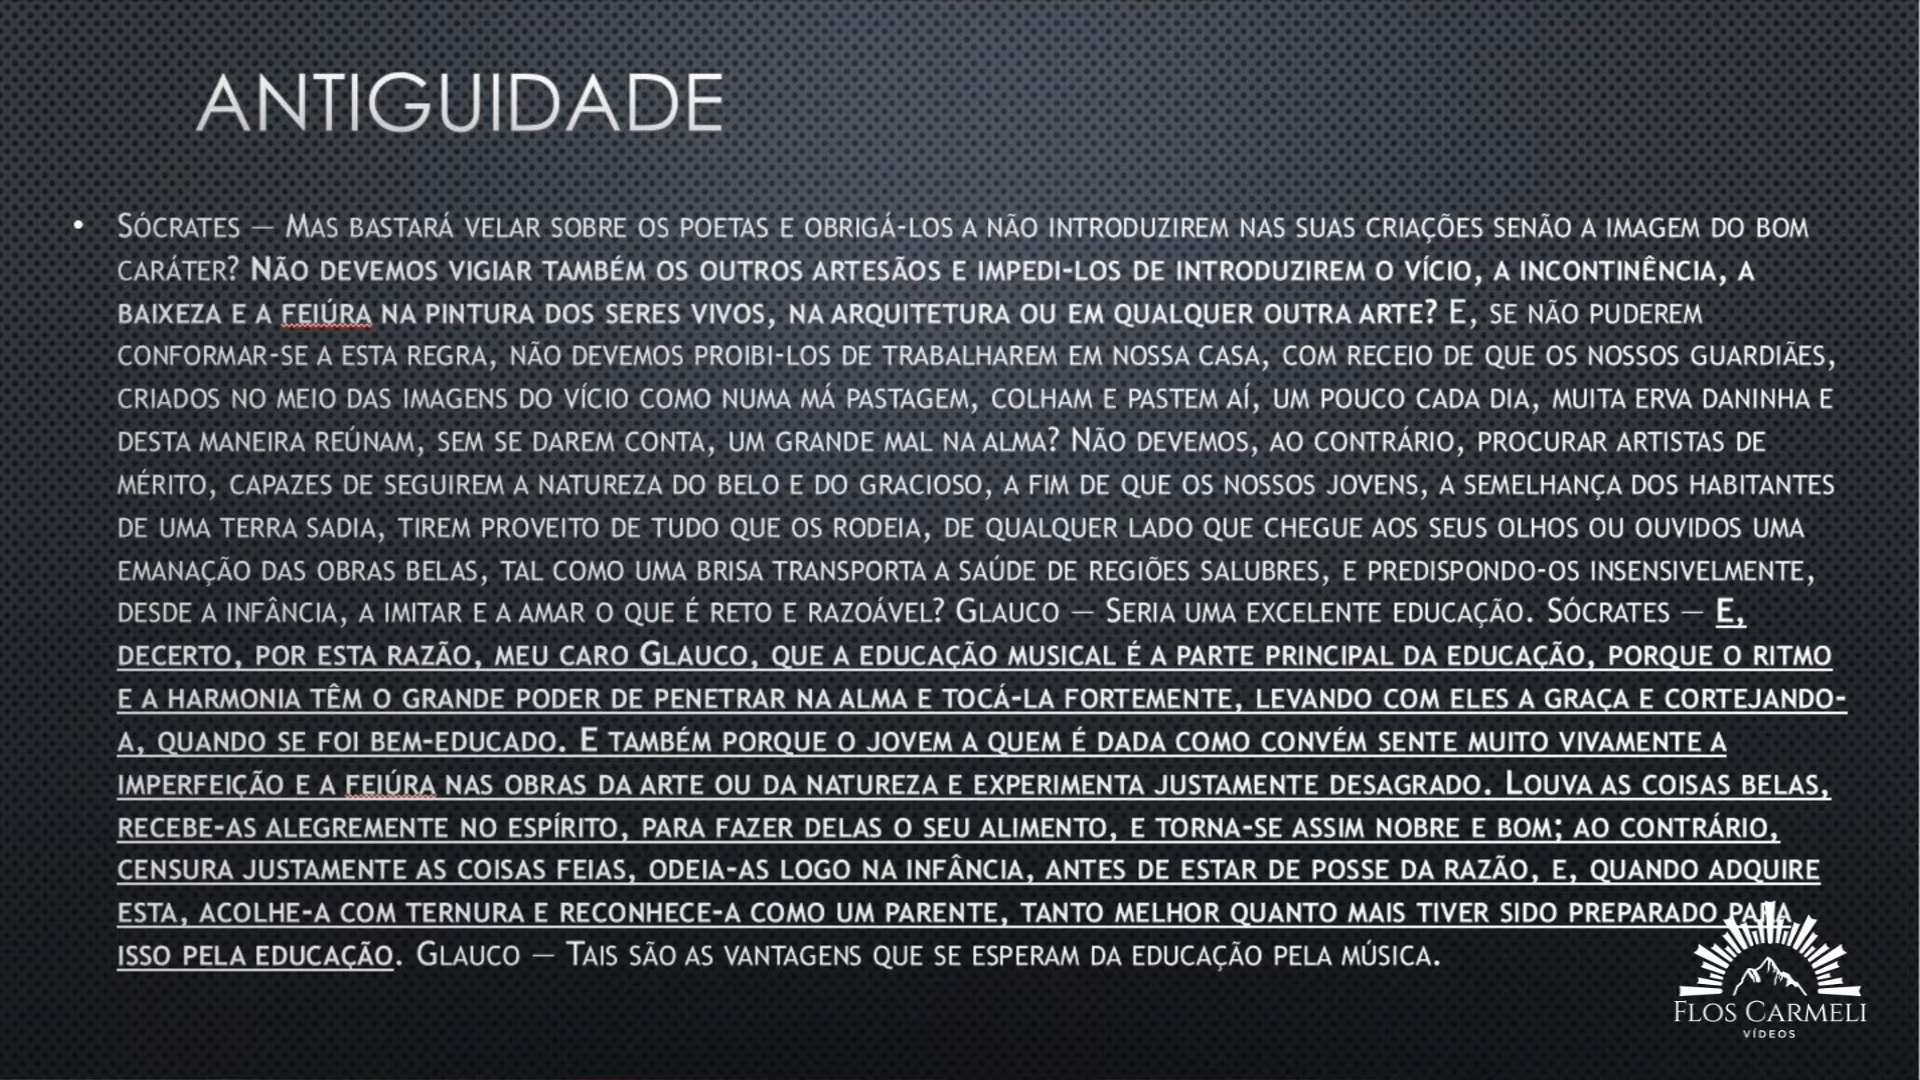 ANTIGUIDADE
• Sócrates — Mas bastará velar sobre os poetas e obrigá-los a não introduzirem nas suas criações senão a imagem do bom
caráter? Não devemos vigiar também os outros artesãos e impedi-los de introduzirem o vício, a incontinência, a
baixeza e a feiúra na pintura dos seres vivos, na arquitetura ou em qualquer outra arte? E, se não puderem
conformar-se a esta regra, não devemos proibi-los de trabalharem em nossa casa, com receio de que os nossos guardiães,
criados no meio das imagens do vício como numa má pastagem, colham e pastem aí, um pouco cada dia, muita erva daninha e
desta maneira reúnam, sem se darem conta, um grande mal na alma? Não devemos, ao contrário, procurar artistas de
mérito, capazes de seguirem a natureza do belo e do gracioso, a fim de que os nossos jovens, a semelhança dos habitantes
de uma terra sadia, tirem proveito de tudo que os rodeia, de qualquer lado que chegue aos seus olhos ou ouvidos uma
emanação das obras belas, tal como uma brisa transporta a saúde de regiões salubres, e predispondo-os insensivelmente,
desde a infância, a imitar e a amar o que é reto e razoável? Glauco — Seria uma excelente educação. Sócrates — E,
decerto, por esta razão, meu caro Glauco, que a educação musical é a parte principal da educação, porque o ritmo
e a harmonia têm o grande poder de penetrar na alma e tocá-la fortemente, levando com eles a graça e cortejando-
a, quando se foi bem-educado. E também porque o jovem a quem é dada como convém sente muito vivamente a
imperfeição e a feiúra nas obras da arte ou da natureza e experimenta justamente desagrado. Louva as coisas belas,
recebe-as alegremente no espírito, para fazer delas o seu alimento, e torna-se assim nobre e bom; ao contrário,
censura justamente as coisas feias, odeia-as logo na infância, antes de estar de posse da razão, e, quando adquire
esta, acolhe-a com ternura e reconhece-a como um parente, tanto melhor quanto mais tiver sido preparado para
isso pela educação. Glauco — Tais são as vantagens que se esperam da educação pela música.
Flos Carmeli
VÍDEOS